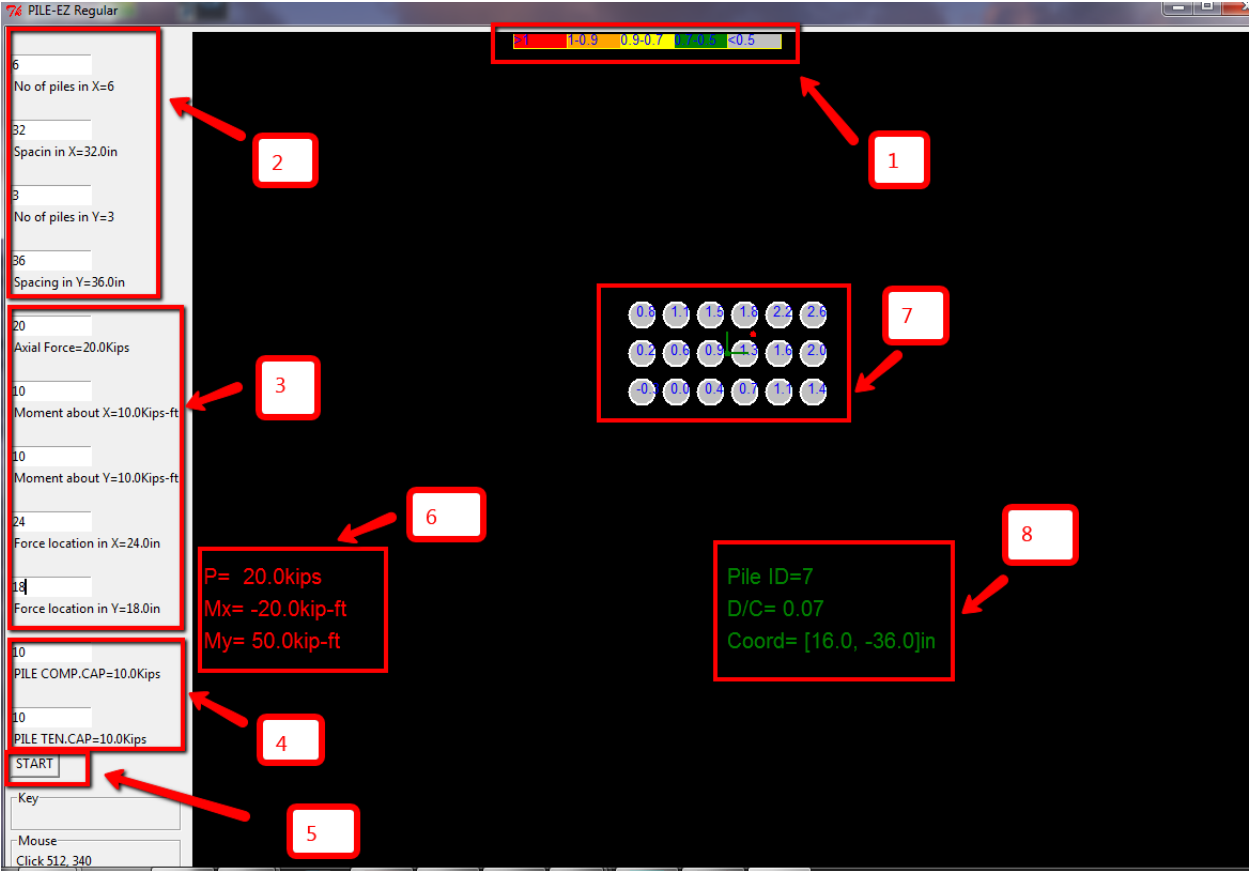 PILE-EZ Regular
>1 1-0.9 0.9-0.7 0.7-0.5 <0.5
6
No of piles in X=6
32
Spacin in X=32.0in
3
No of piles in Y=3
36
Spacing in Y=36.0in
20
Axial Force=20.0Kips
10
Moment about X=10.0Kips-ft
10
Moment about Y=10.0Kips-ft
24
Force location in X=24.0in
18
Force location in Y=18.0in
10
PILE COMP.CAP=10.0Kips
10
PILE TEN.CAP=10.0Kips
START
Key
Mouse
Click 512, 340
1
2
3
4
5
6
7
8
0.8 1.1 1.5 1.8 2.2 2.6
0.2 0.6 0.9 1.3 1.6 2.0
0.0 0.4 0.7 1.1 1.4
P= 20.0kips
Mx= -20.0kip-ft
My= 50.0kip-ft
Pile ID=7
D/C= 0.07
Coord= [16.0, -36.0]in